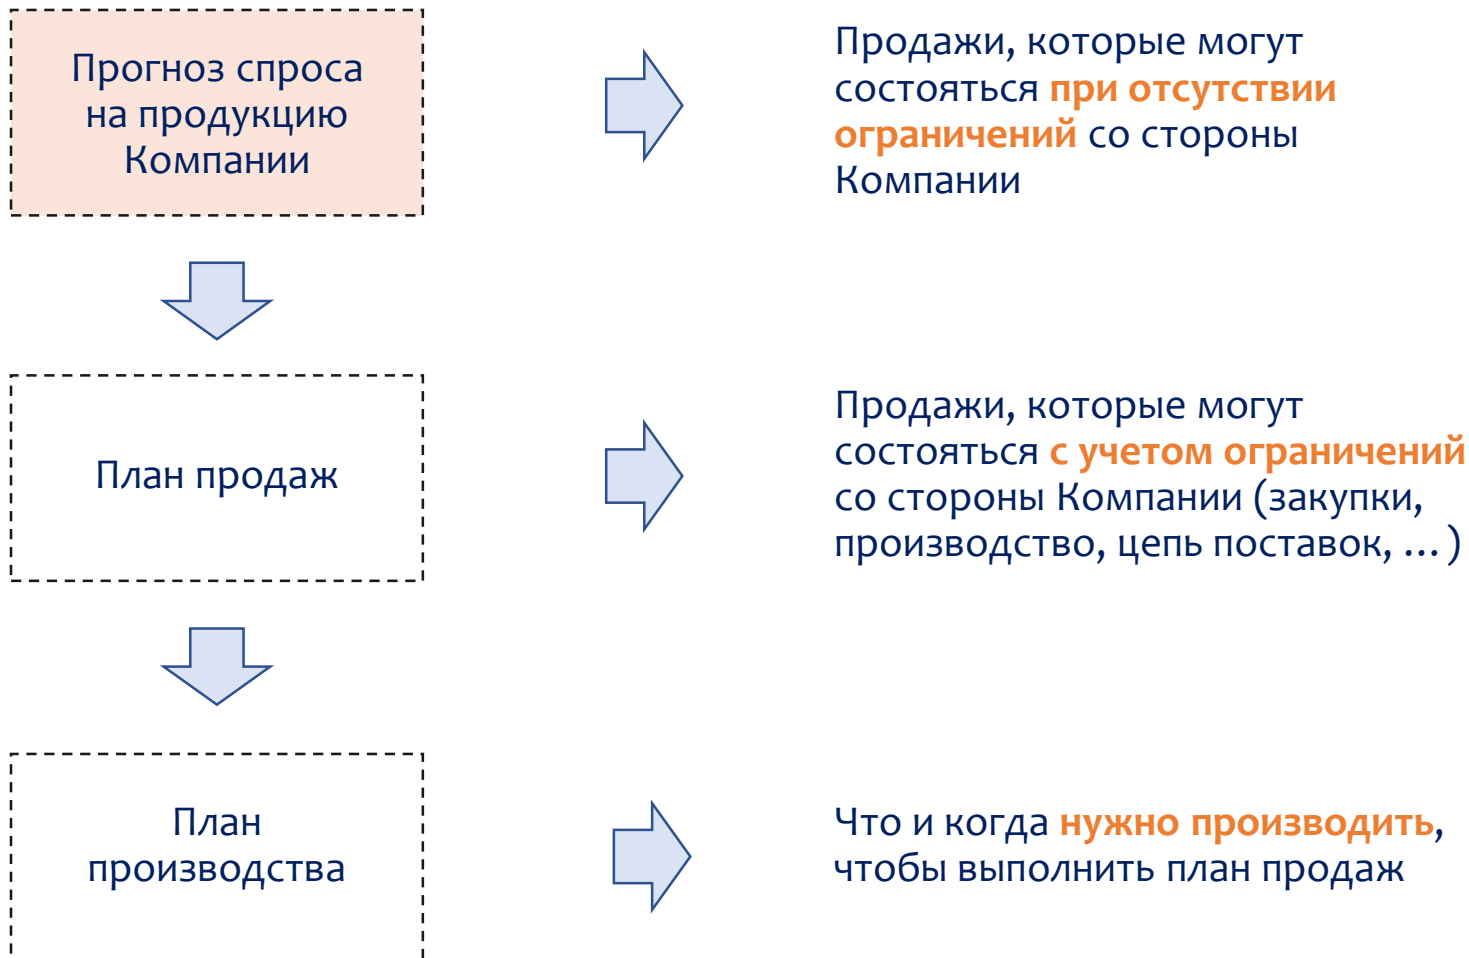 Прогноз спроса
на продукцию
Компании
Продажи, которые могут
состояться при отсутствии
ограничений со стороны
Компании
План продаж
Продажи, которые могут
состояться с учетом ограничений
со стороны Компании (закупки,
производство, цепь поставок, ... )
План
производства
Что и когда нужно производить,
чтобы выполнить план продаж